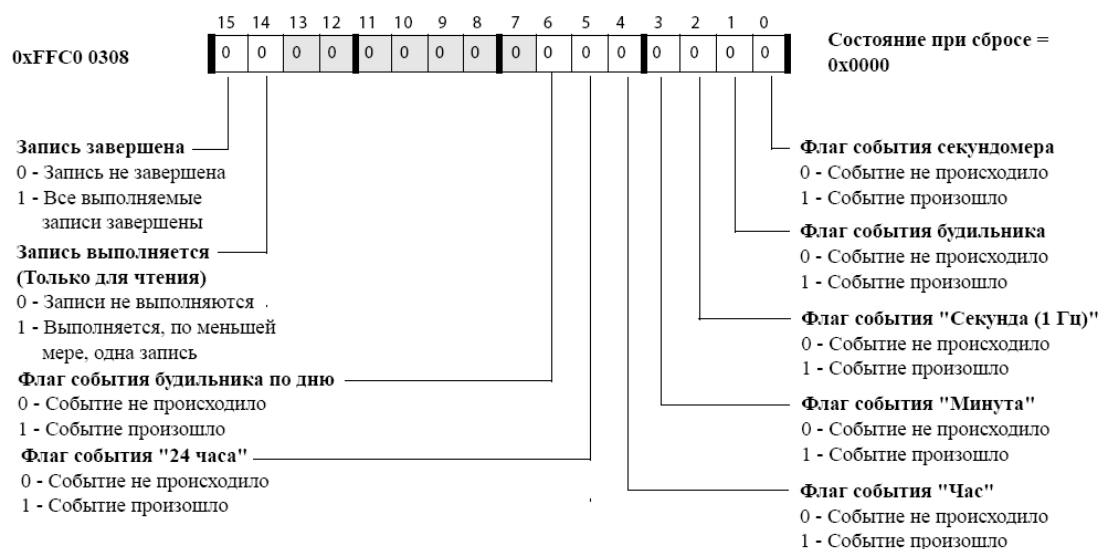 15 14 13 12 11 10 9 8 7 6 5 4 3 2 1 0
0xFFC0 0308
0 0 0 0 0 0 0 0 0 0 0 0 0 0 0 0
Состояние при сбросе =
0x0000
Запись завершена
0 - Запись не завершена
1 - Все выполняемые
записи завершены
Запись выполняется
(Только для чтения)
0 - Записи не выполняются
1 - Выполняется, по меньшей
мере, одна запись
Флаг события будильника по дню
0 - Событие не происходило
1 - Событие произошло
Флаг события "24 часа"
0 - Событие не происходило
1 - Событие произошло
Флаг события секундомера
0 - Событие не происходило
1 - Событие произошло
Флаг события будильника
0 - Событие не происходило
1 - Событие произошло
Флаг события "Секунда (1 Гц)"
0 - Событие не происходило
1 - Событие произошло
Флаг события "Минута"
0 - Событие не происходило
1 - Событие произошло
Флаг события "Час"
0 - Событие не происходило
1 - Событие произошло